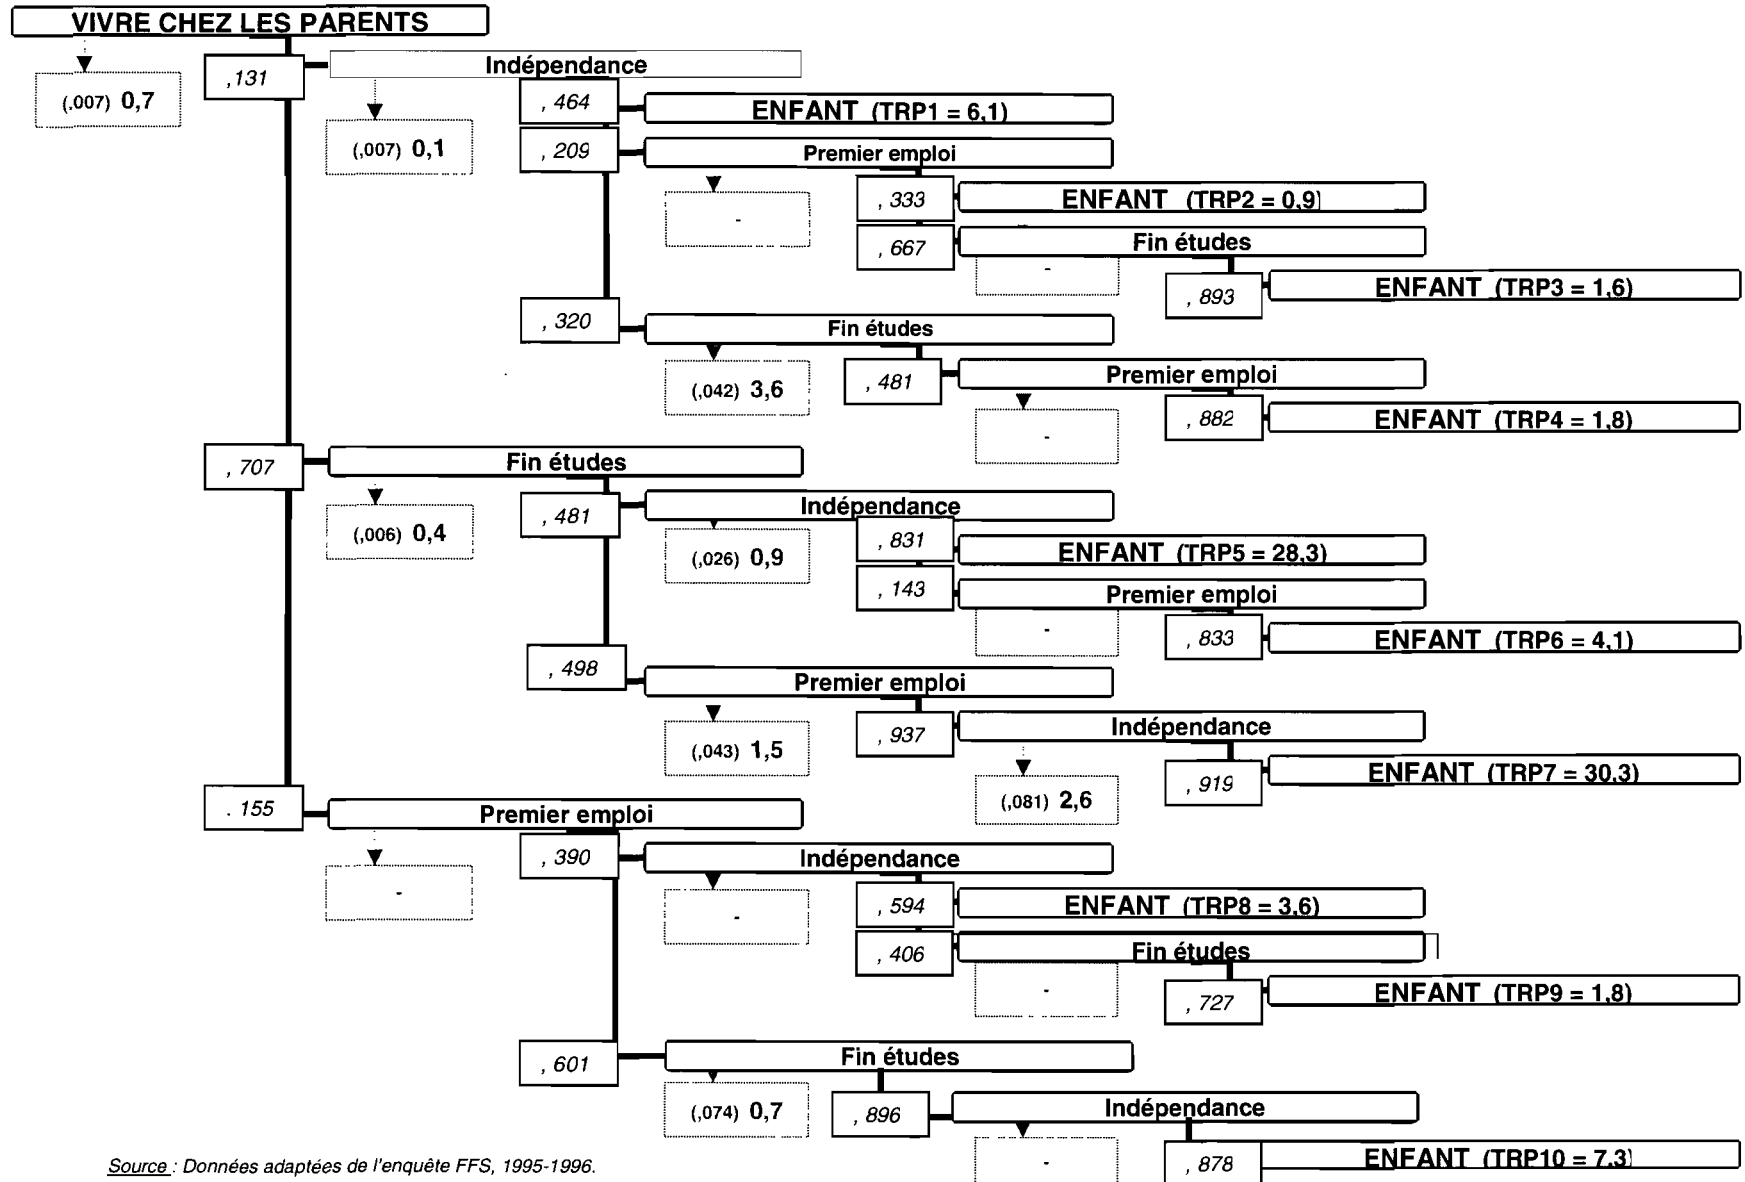 VIVRE CHEZ LES PARENTS
(,007) 0,7
,131
Indépendance
(,007) 0,1
, 464
ENFANT (TRP1 = 6,1)
, 209
Premier emploi
-
, 333
ENFANT (TRP2 = 0,9)
, 667
Fin études
-
, 893
ENFANT (TRP3 = 1,6)
, 320
Fin études
(,042) 3,6
, 481
Premier emploi
-
, 882
ENFANT (TRP4 = 1,8)
, 707
Fin études
(,006) 0,4
, 481
Indépendance
(,026) 0,9
, 831
ENFANT (TRP5 = 28,3)
, 143
Premier emploi
-
, 833
ENFANT (TRP6 = 4,1)
, 498
Premier emploi
(,043) 1,5
, 937
Indépendance
(,081) 2,6
, 919
ENFANT (TRP7 = 30,3)
. 155
Premier emploi
-
, 390
Indépendance
-
, 594
ENFANT (TRP8 = 3,6)
, 406
Fin études
-
, 727
ENFANT (TRP9 = 1,8)
, 601
Fin études
(,074) 0,7
, 896
Indépendance
-
, 878
ENFANT (TRP10 = 7,3)
Source : Données adaptées de l'enquête FFS, 1995-1996.